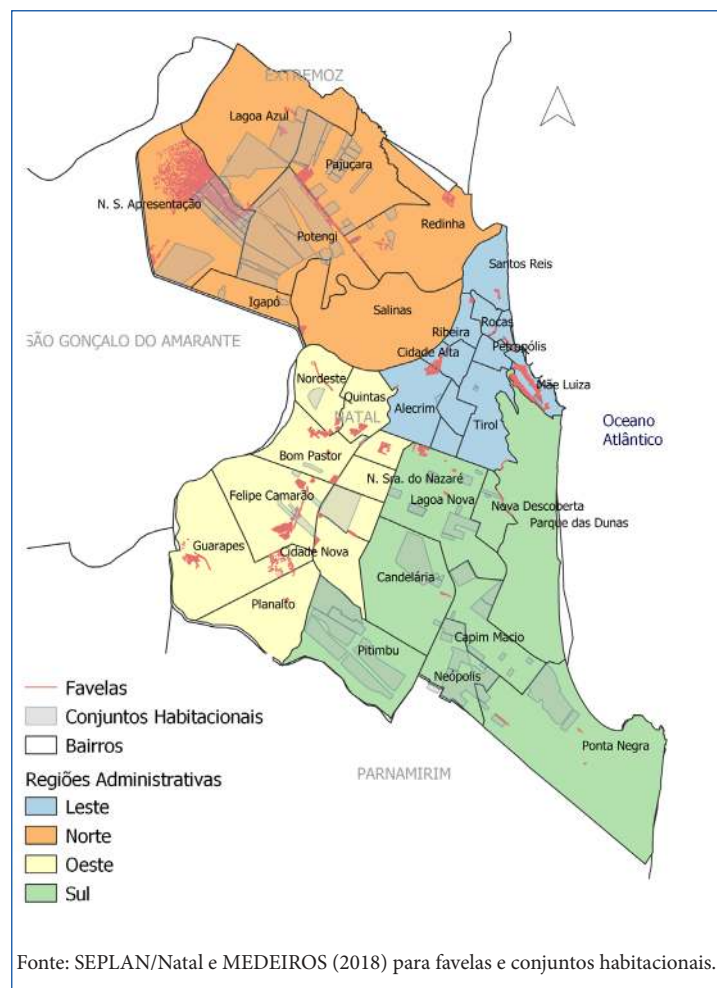 EXTREMOZ
Lagoa Azul
Pajuçara
N. S. Apresentação
Redinha
Potengi
Santos Reis
Igapó
Salinas
Rocas
Ribeira
SÃO GONÇALO DO AMARANTE
Petrópolis
Cidade Alta
Nordeste
Mãe Luiza
Quintas
Alecrim
NATAL
Tirol
Oceano
Atlântico
Bom Pastor
N. Sra. do Nazaré
Felipe Camarão
Lagoa Nova
Nova Descoberta
Parque das Dunas
Guarapes
Cidade Nova
Candelária
Planalto
Capim Macio
Pitimbu
Neópolis
Favelas
Conjuntos Habitacionais
Bairros
Ponta Negra
PARNAMIRIM
Regiões Administrativas
Leste
Norte
Oeste
Sul
Fonte: SEPLAN/Natal e MEDEIROS (2018) para favelas e conjuntos habitacionais.